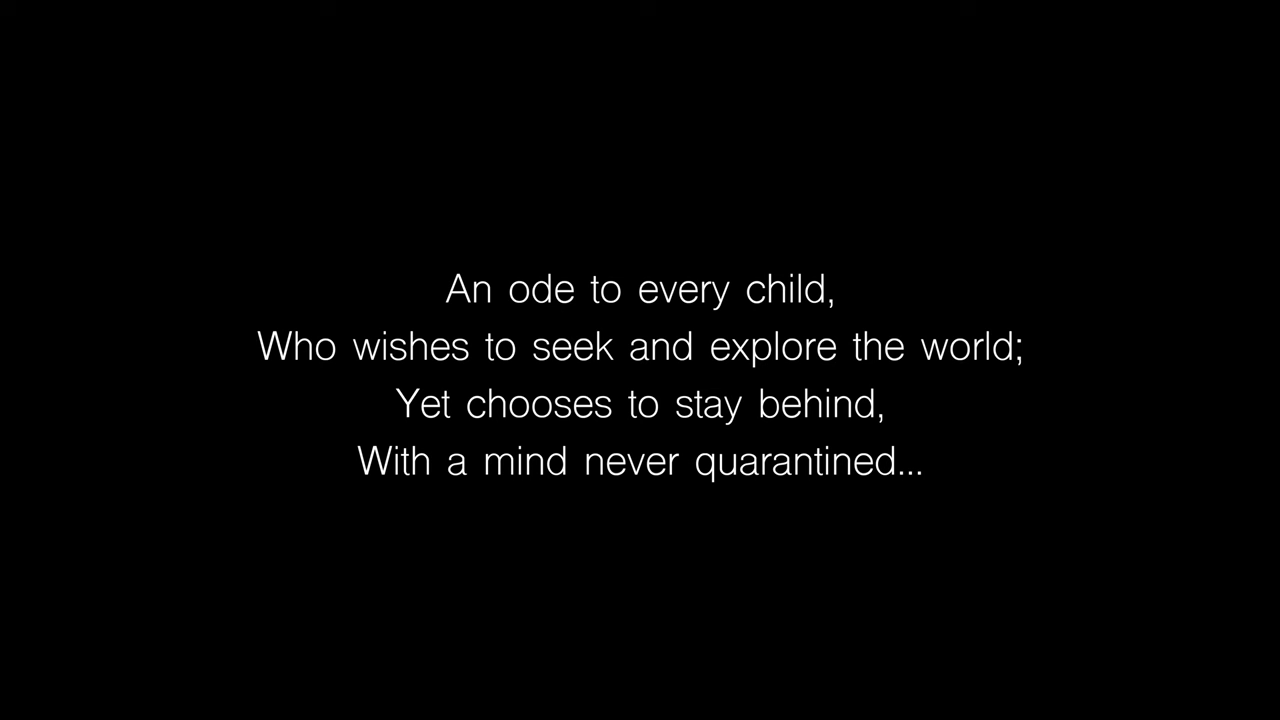 An ode to every child,
Who wishes to seek and explore the world;
Yet chooses to stay behind,
With a mind never quarantined...